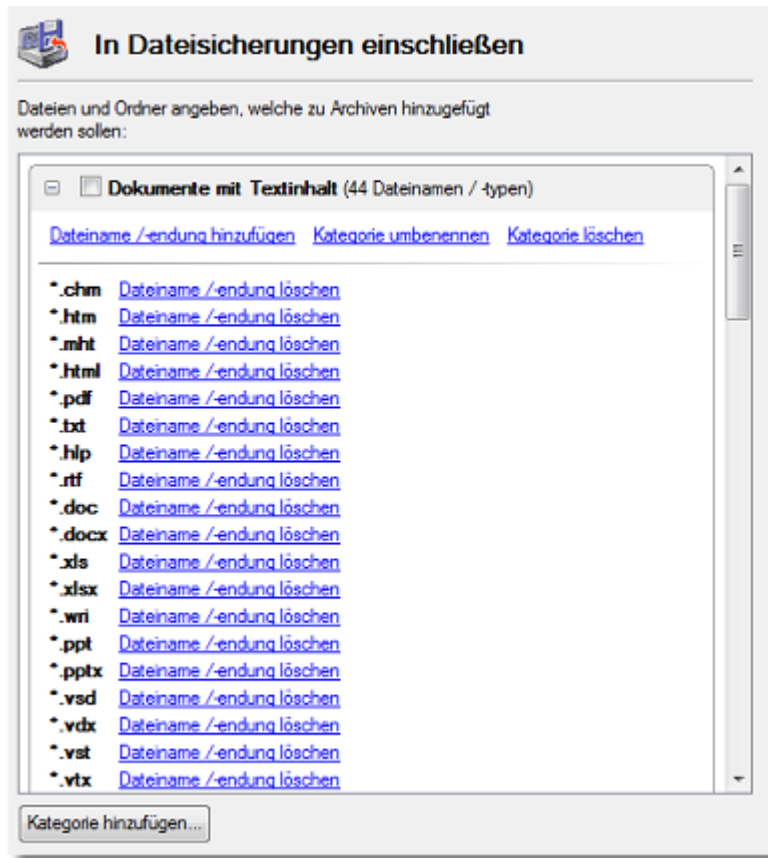 In Dateisicherungen einschließen
Dateien und Ordner angeben, welche zu Archiven hinzugefügt
werden sollen:
Dokumente mit Textinhalt (44 Dateinamen / -typen)
Dateiname /-endung hinzufügen Kategorie umbenennen Kategorie löschen
*.chm Dateiname /-endung löschen
*.htm Dateiname /-endung löschen
*.mht Dateiname /-endung löschen
*.html Dateiname /-endung löschen
*.pdf Dateiname /-endung löschen
*.txt Dateiname /-endung löschen
*.hlp Dateiname /-endung löschen
*.rtf Dateiname /-endung löschen
*.doc Dateiname /-endung löschen
*.docx Dateiname /-endung löschen
*.xls Dateiname /-endung löschen
*.xlsx Dateiname /-endung löschen
*.wri Dateiname /-endung löschen
*.ppt Dateiname /-endung löschen
*.pptx Dateiname /-endung löschen
*.vsd Dateiname /-endung löschen
*.vdx Dateiname /-endung löschen
*.vst Dateiname /-endung löschen
*.vtx Dateiname /-endung löschen
Kategorie hinzufügen...